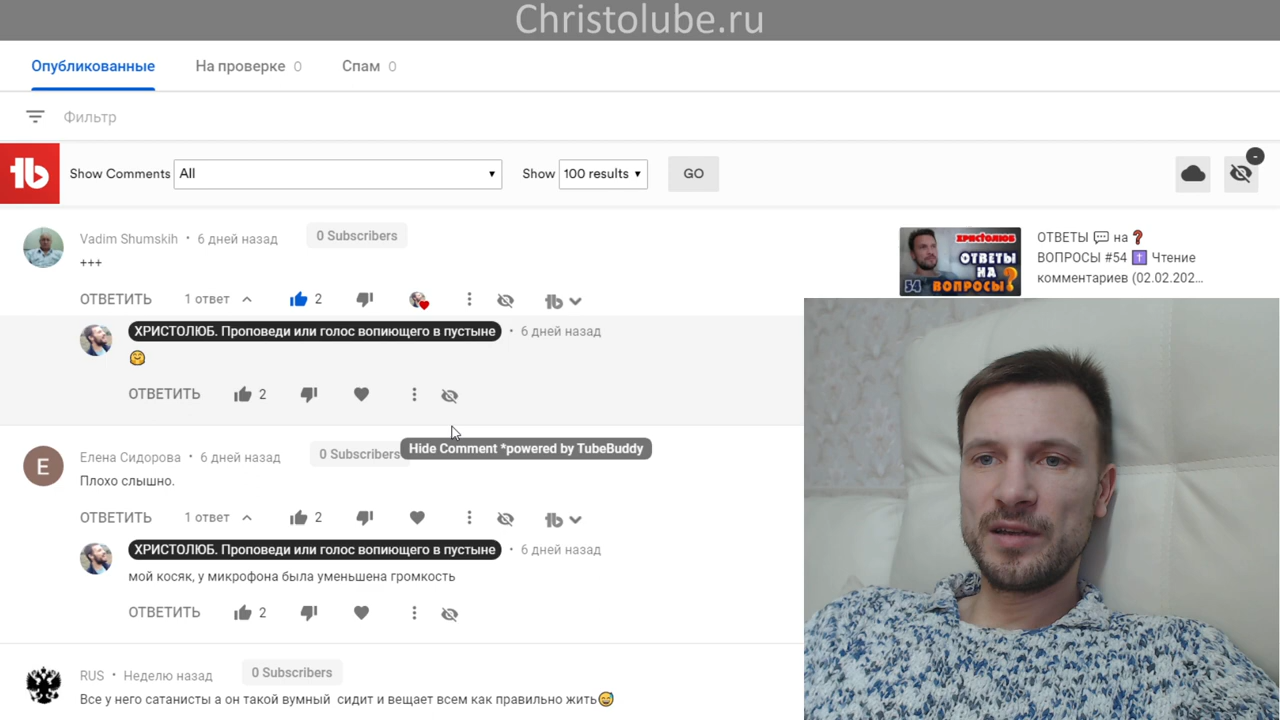 Christolube.ru
Опубликованные
На проверке 0
Спам 0
Фильтр
Show Comments All
Show 100 results
GO
-
Vadim Shumskih • 6 дней назад
0 Subscribers
+++
ОТВЕТИТЬ 1 ответ 2
ХРИСТОЛЮБ. Проповеди или голос вопиющего в пустыне • 6 дней назад
ОТВЕТИТЬ 2
ХРИСТОЛЮБ
ОТВЕТЫ
НА
ВОПРОСЫ
54
ОТВЕТЫ 💬 на ❓
ВОПРОСЫ #54 ✝️ Чтение
комментариев (02.02.202...
Hide Comment *powered by TubeBuddy
E
Елена Сидорова • 6 дней назад
0 Subscribers
Плохо слышно.
ОТВЕТИТЬ 1 ответ 2
ХРИСТОЛЮБ. Проповеди или голос вопиющего в пустыне • 6 дней назад
мой косяк, у микрофона была уменьшена громкость
ОТВЕТИТЬ 2
RUS • Неделю назад
0 Subscribers
Все у него сатанисты а он такой вумный сидит и вещает всем как правильно жить😅